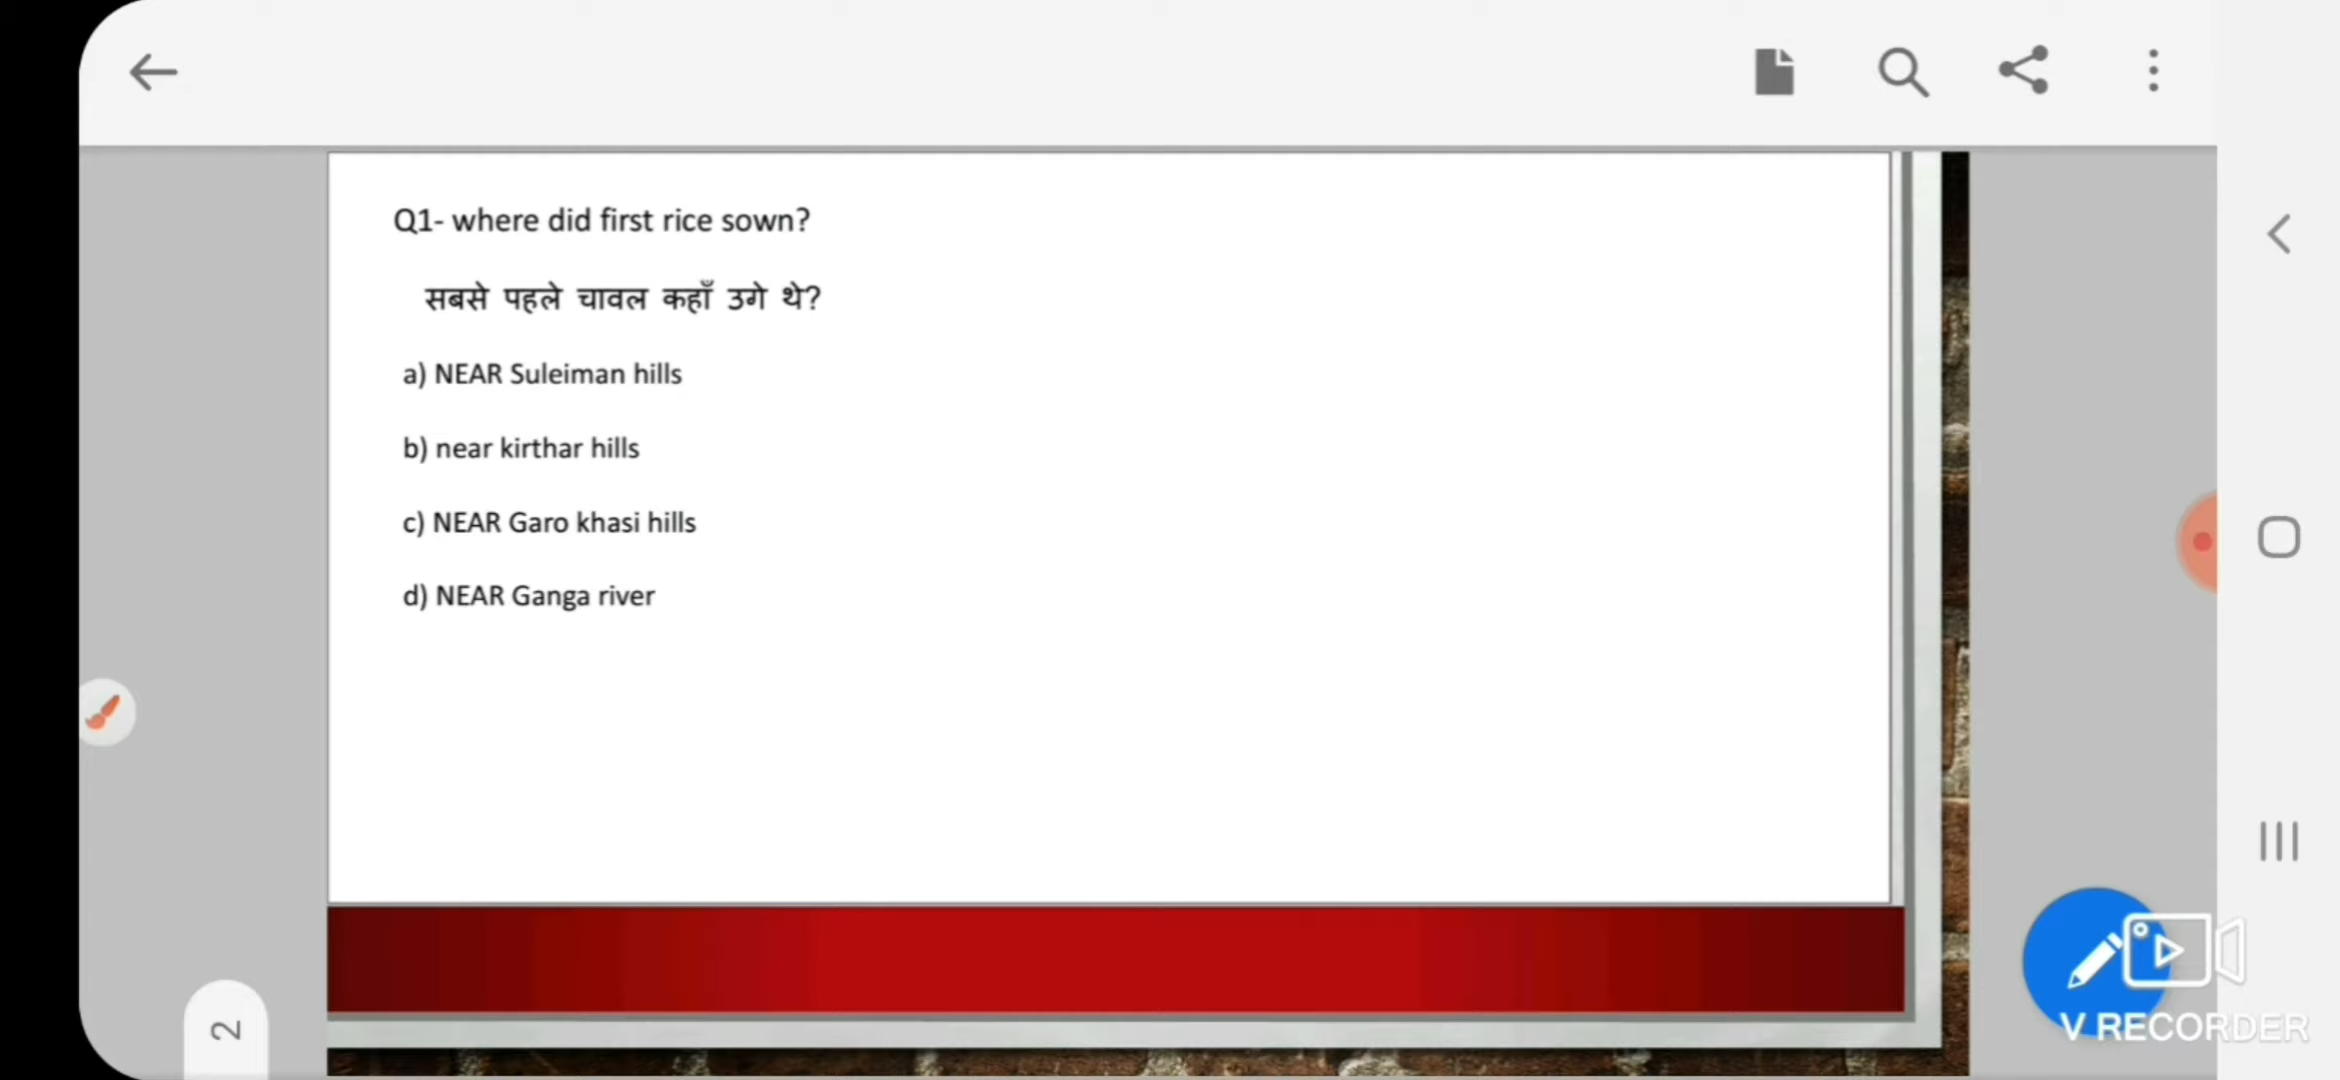 Q1- where did first rice sown?
सबसे पहले चावल कहाँ उगे थे?
a) NEAR Suleiman hills
b) near kirthar hills
c) NEAR Garo khasi hills
d) NEAR Ganga river
2
V.RECORDER